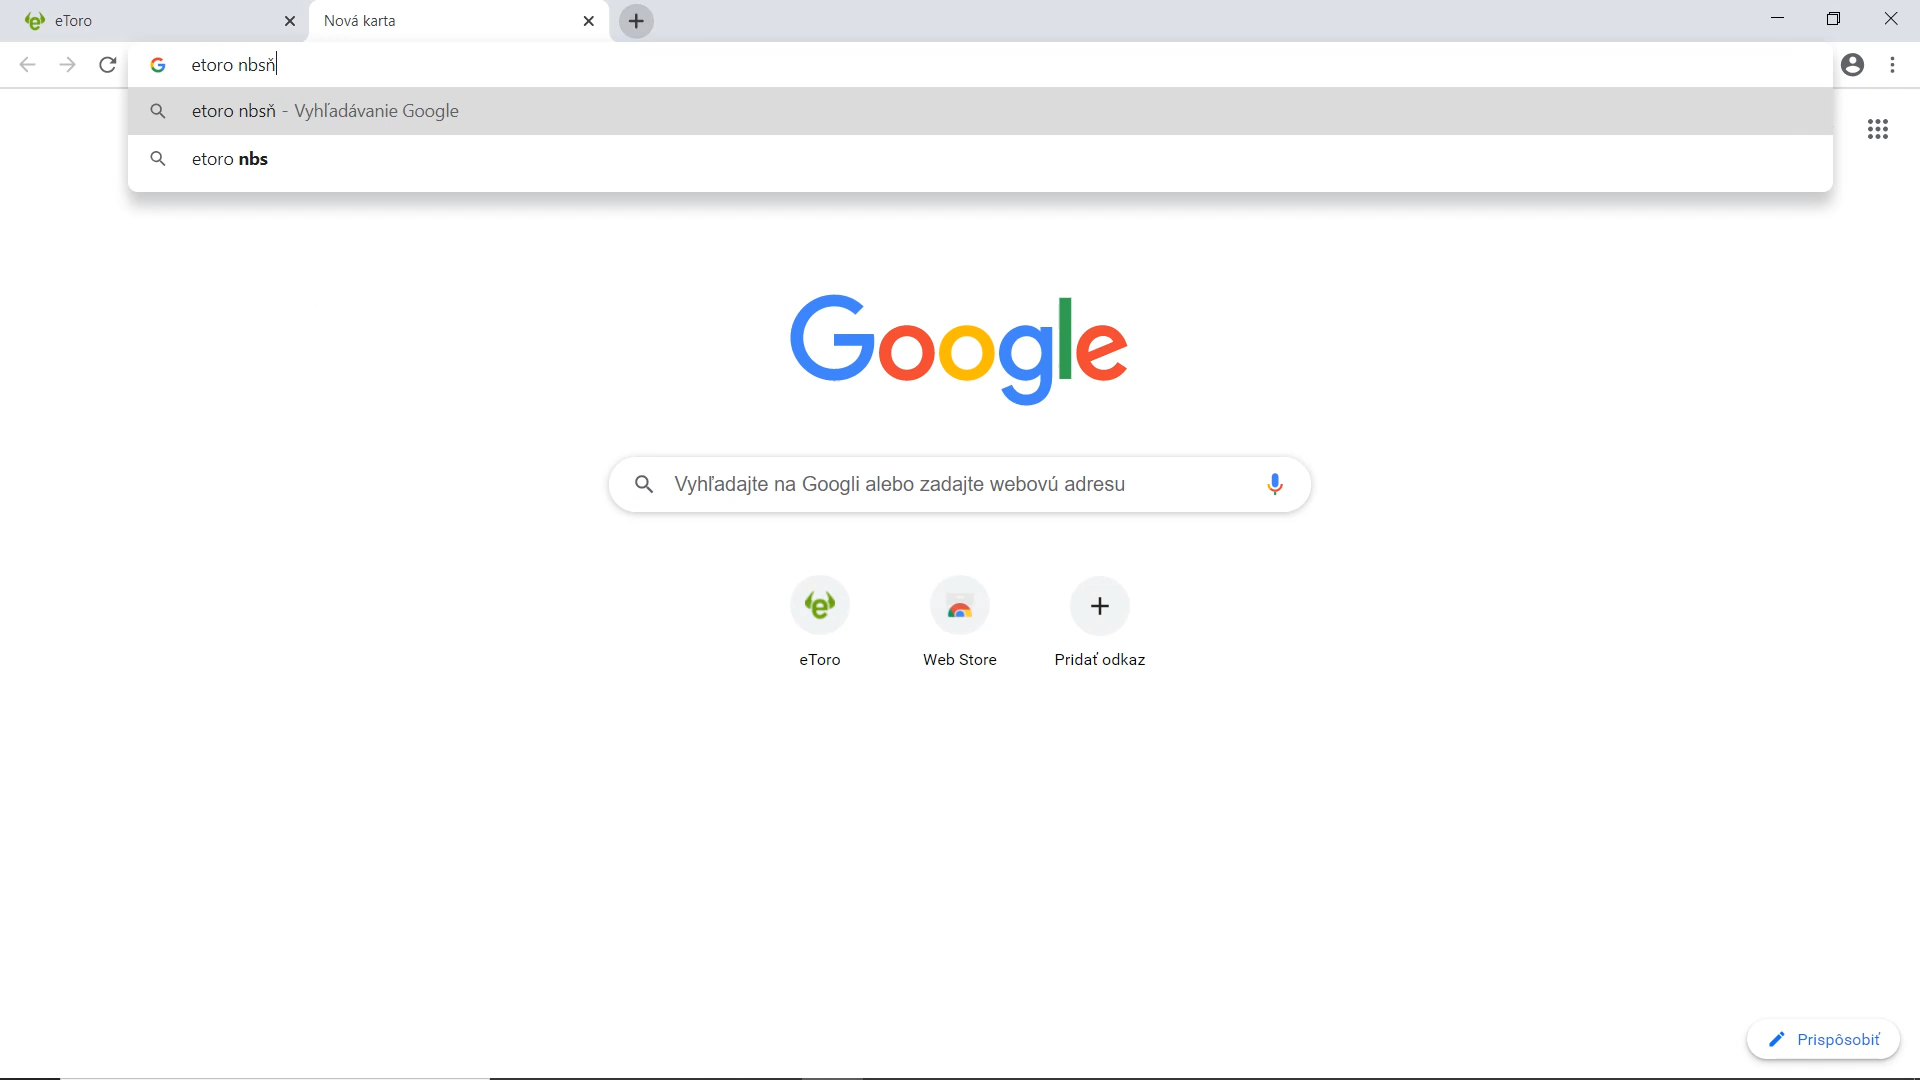 eToro
Nová karta
etoro nbsň
etoro nbsň - Vyhľadávanie Google
etoro nbs
Google
Vyhľadajte na Googli alebo zadajte webovú adresu
eToro
Web Store
Pridať odkaz
Prispôsobiť